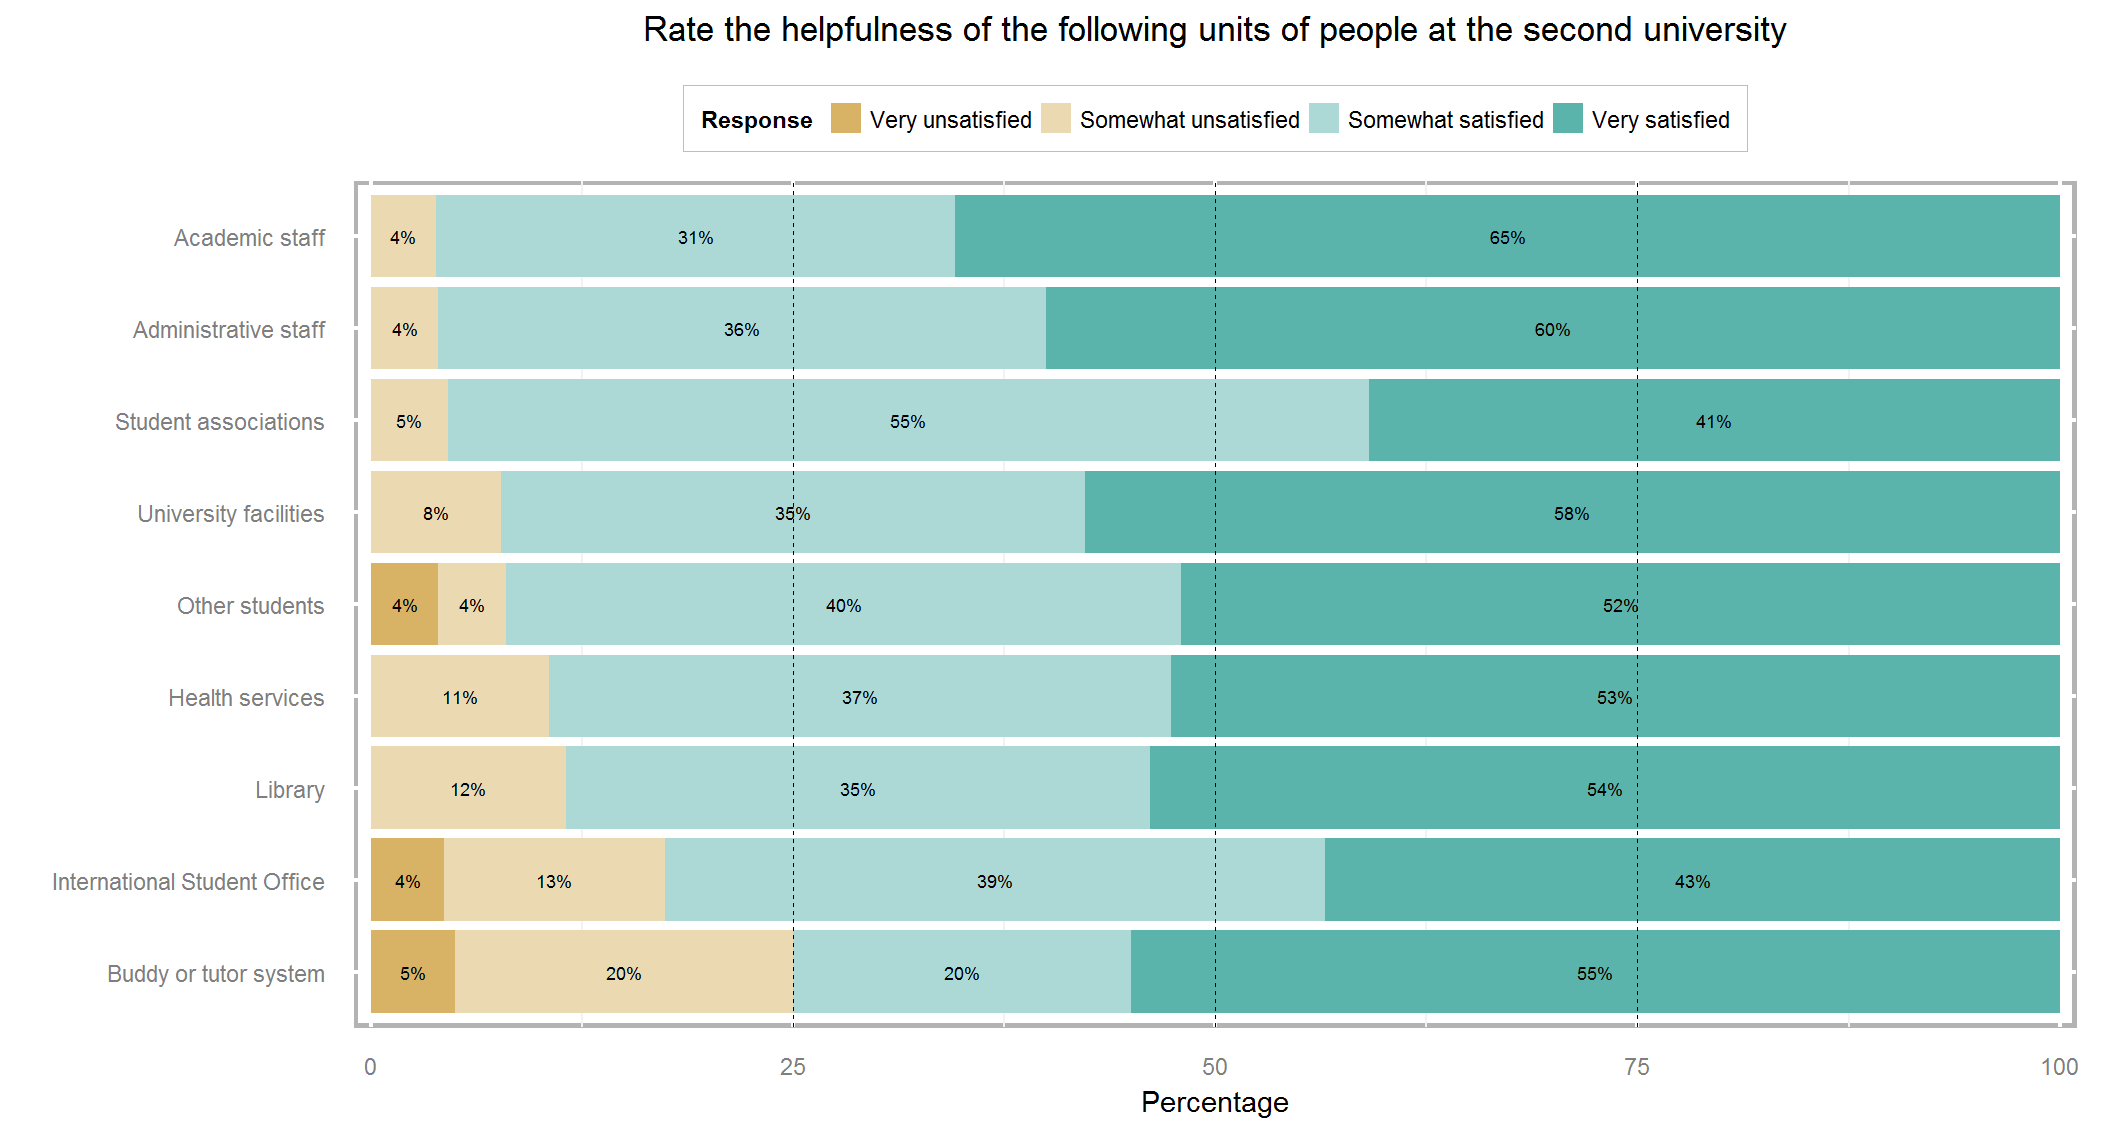 Rate the helpfulness of the following units of people at the second university
Response Very unsatisfied Somewhat unsatisfied Somewhat satisfied Very satisfied
Academic staff 4% 31% 65%
Administrative staff 4% 36% 60%
Student associations 5% 55% 41%
University facilities 8% 35% 58%
Other students 4% 4% 40% 52%
Health services 11% 37% 53%
Library 12% 35% 54%
International Student Office 4% 13% 39% 43%
Buddy or tutor system 5% 20% 20% 55%
0 25 50 75 100
Percentage